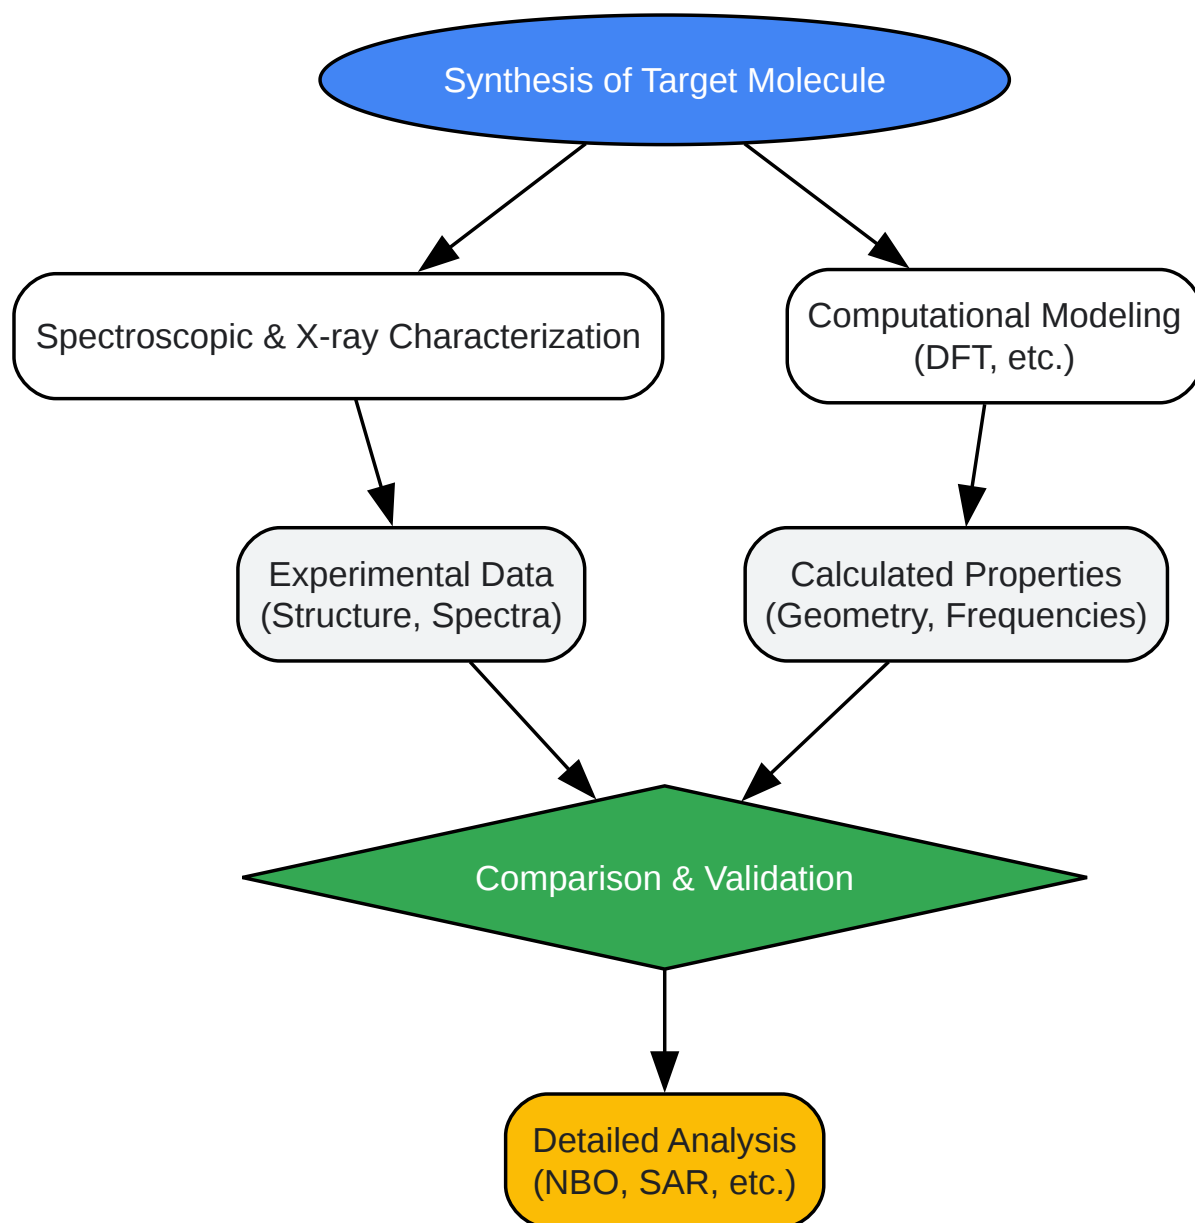 Synthesis of Target Molecule
Spectroscopic & X-ray Characterization
Computational Modeling
(DFT, etc.)
Experimental Data
(Structure, Spectra)
Calculated Properties
(Geometry, Frequencies)
Comparison & Validation
Detailed Analysis
(NBO, SAR, etc.)